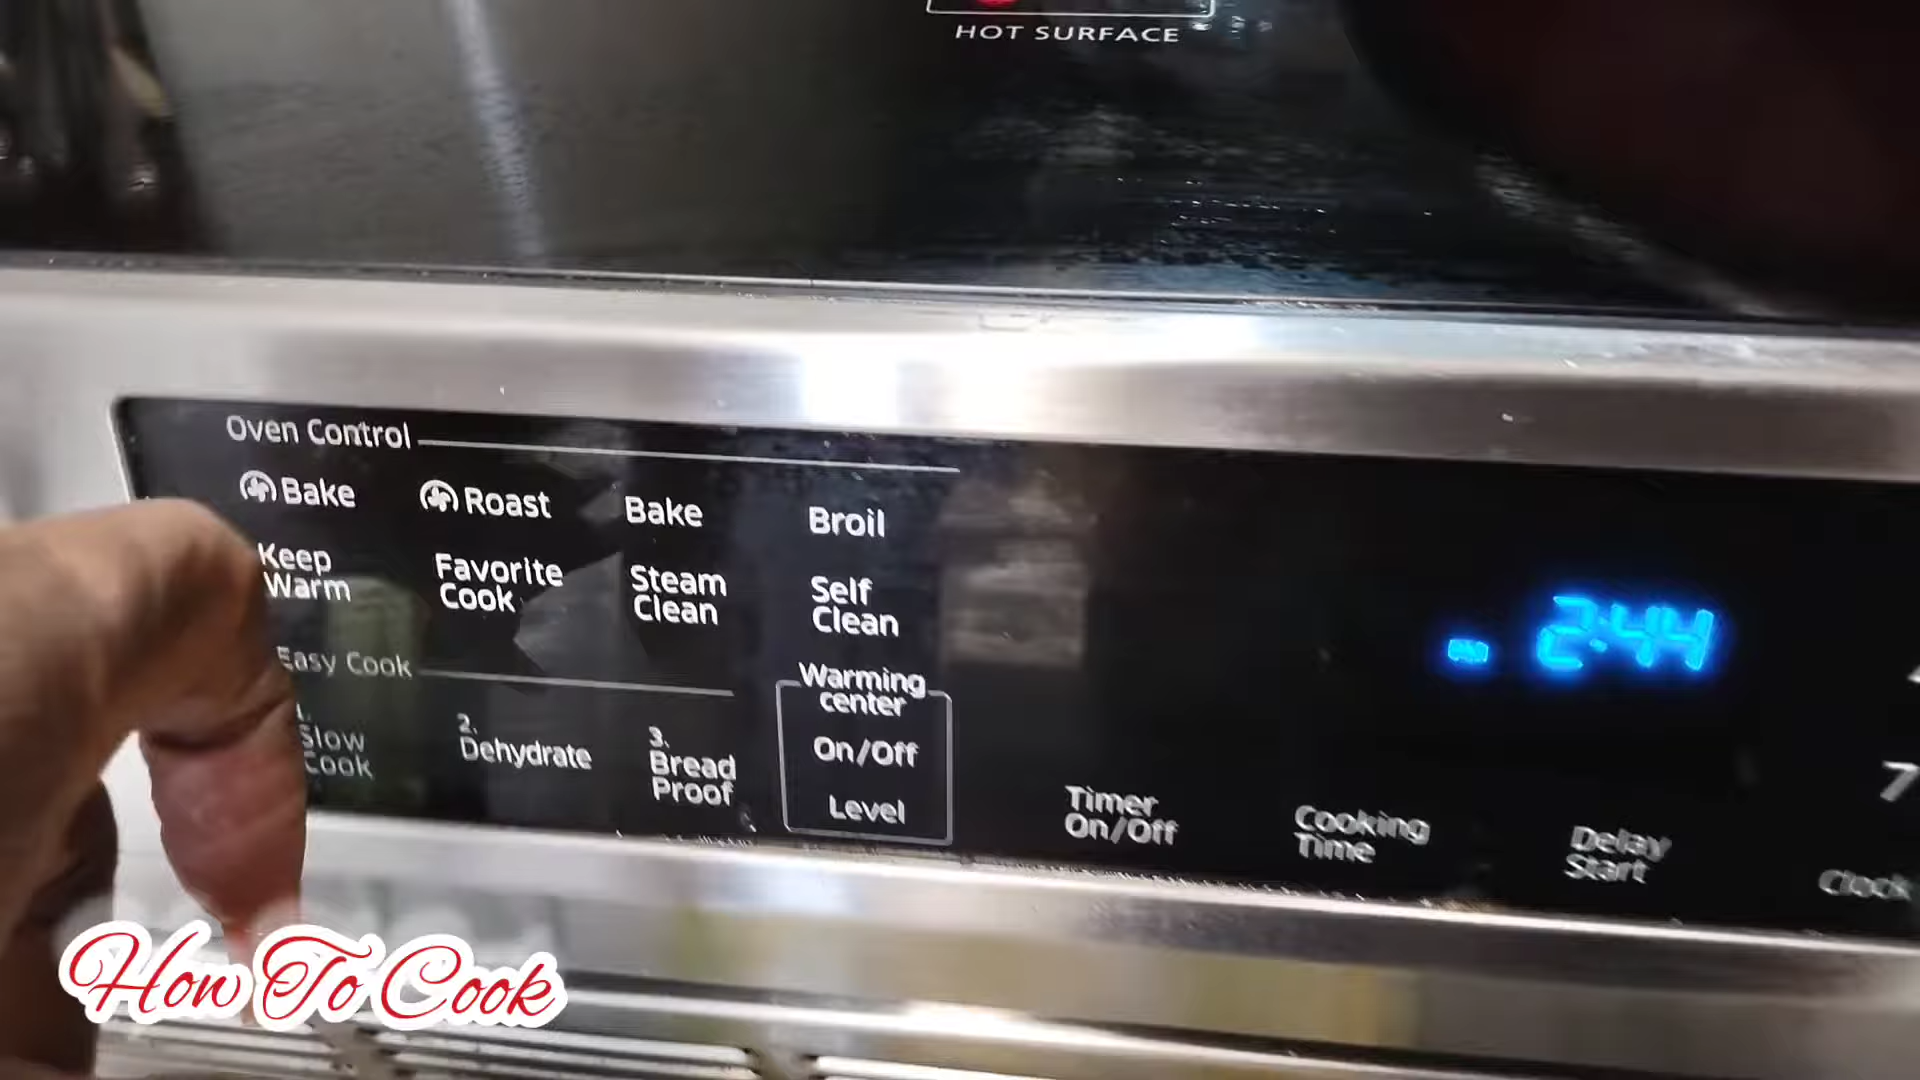 HOT SURFACE
Oven Control
Bake
Roast
Bake
Broil
Keep
Warm
Favorite
Cook
Steam
Clean
Self
Clean
Easy Cook
1.
Slow
Cook
2.
Dehydrate
3.
Bread
Proof
Warming
center
On/Off
Level
2:44
Timer
On/Off
Cooking
Time
Delay
Start
7
Clock
How To Cook